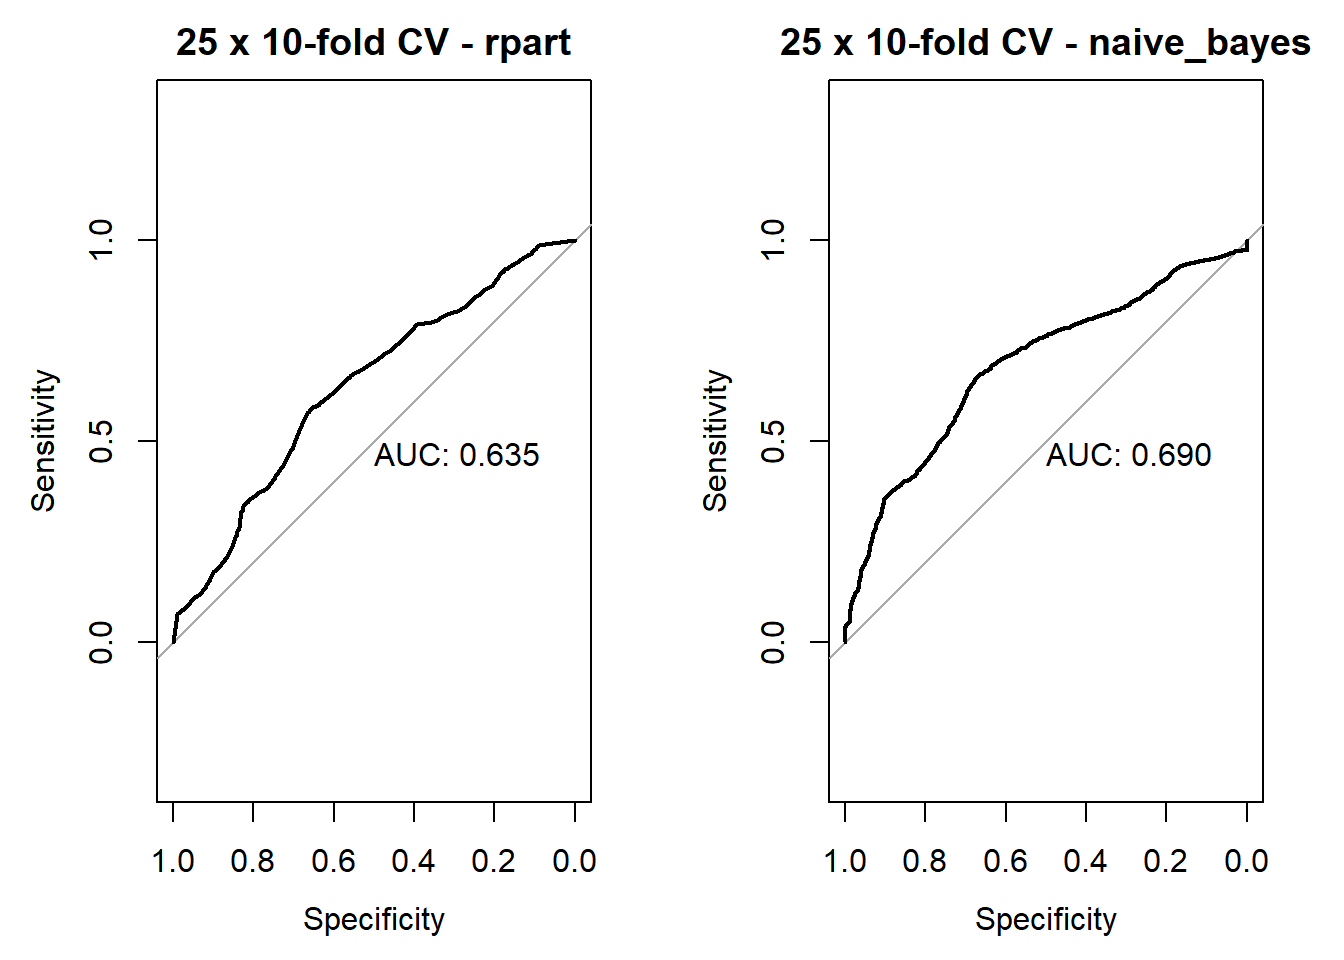 25 x 10-fold CV - rpart
Sensitivity
1.0
0.5
0.0
AUC: 0.635
1.0 0.8 0.6 0.4 0.2 0.0
Specificity
25 x 10-fold CV - naive_bayes
Sensitivity
1.0
0.5
0.0
AUC: 0.690
1.0 0.8 0.6 0.4 0.2 0.0
Specificity